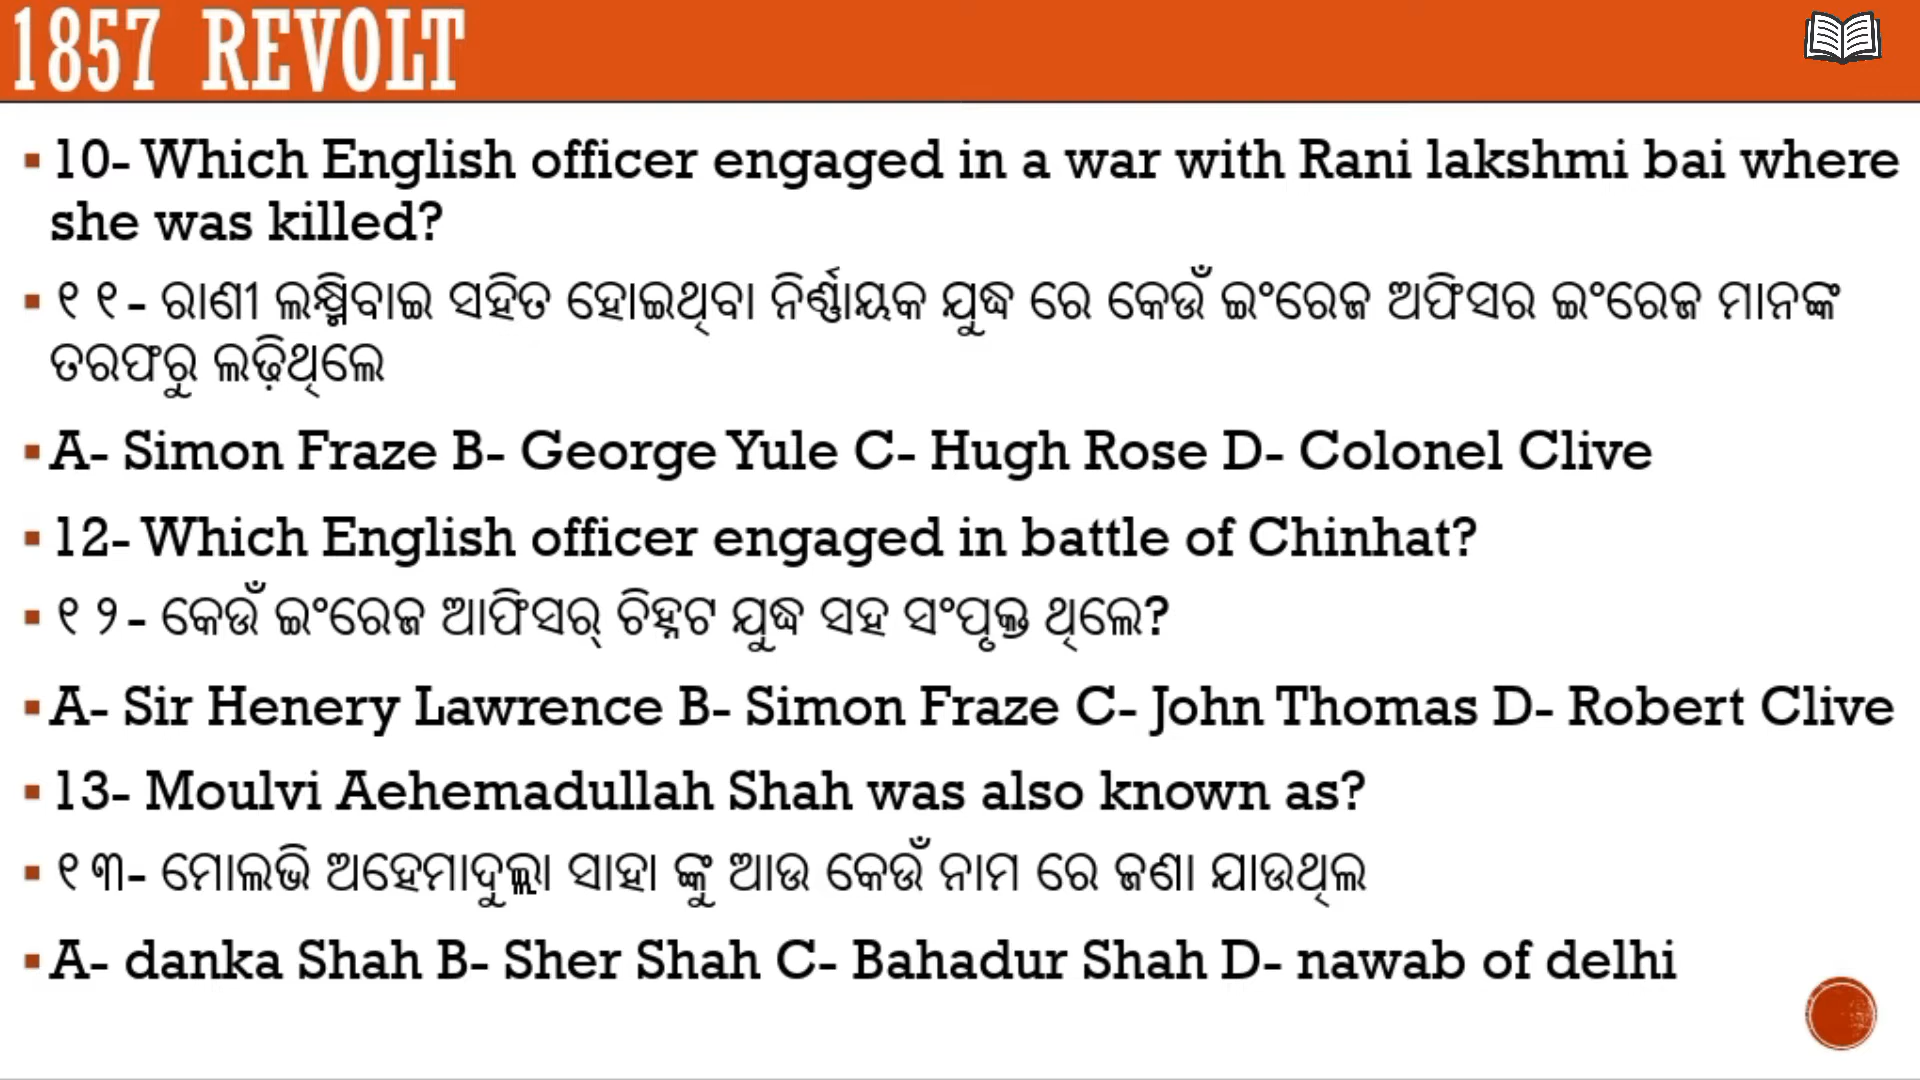 1857 REVOLT
10- Which English officer engaged in a war with Rani lakshmi bai where
she was killed?
୧୧- ରାଣୀ ଲକ୍ଷ୍ମିବାଇ ସହିତ ହୋଇଥିବା ନିର୍ଣ୍ଣାୟକ ଯୁଦ୍ଧ ରେ କେଉଁ ଇଂରେଜ ଅଫିସର ଇଂରେଜ ମାନଙ୍କ
ତରଫରୁ ଲଢ଼ିଥିଲେ
A- Simon Fraze B- George Yule C- Hugh Rose D- Colonel Clive
12- Which English officer engaged in battle of Chinhat?
୧୨- କେଉଁ ଇଂରେଜ ଆଫିସର୍ ଚିହ୍ନଟ ଯୁଦ୍ଧ ସହ ସଂପୃକ୍ତ ଥିଲେ?
A- Sir Henery Lawrence B- Simon Fraze C- John Thomas D- Robert Clive
13- Moulvi Aehemadullah Shah was also known as?
୧୩- ମୋଲଭି ଅହେମାଦୁଲ୍ଲା ସାହା ଙ୍କୁ ଆଉ କେଉଁ ନାମ ରେ ଜଣା ଯାଉଥିଲ
A- danka Shah B- Sher Shah C- Bahadur Shah D- nawab of delhi